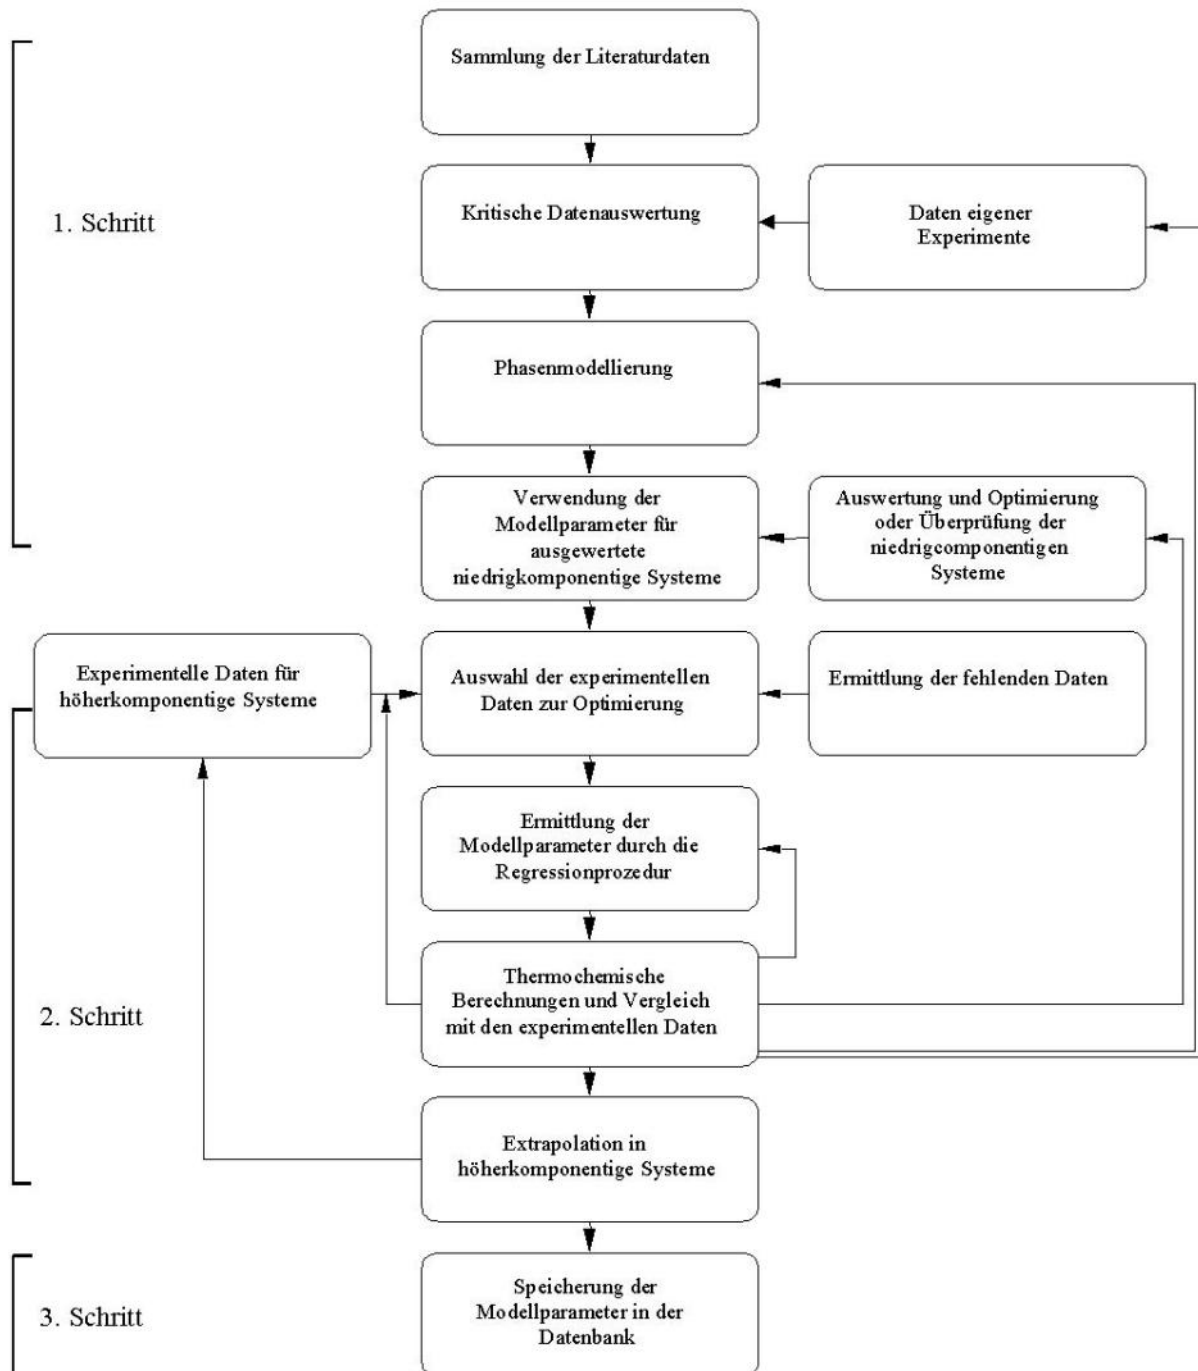 Sammlung der Literaturdaten
1. Schritt
Kritische Datenauswertung
Daten eigener
Experimente
Phasenmodellierung
Verwendung der
Modellparameter für
ausgewertete
niedrigkomponentige Systeme
Auswertung und Optimierung
oder Überprüfung der
niedrigcomponentigen
Systeme
Experimentelle Daten für
höherkomponentige Systeme
Auswahl der experimentellen
Daten zur Optimierung
Ermittlung der fehlenden Daten
Ermittlung der
Modellparameter durch die
Regressionprozedur
2. Schritt
Thermochemische
Berechnungen und Vergleich
mit den experimentellen Daten
Extrapolation in
höherkomponentige Systeme
3. Schritt
Speicherung der
Modellparameter in der
Datenbank